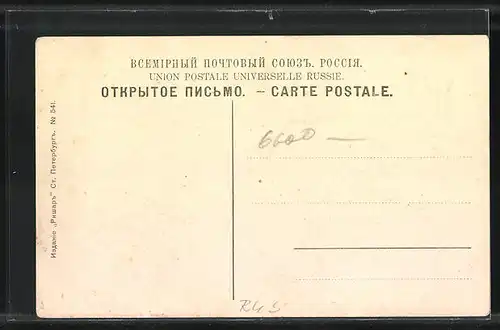 ВСЕМІРНЫЙ ПОЧТОВЫЙ СОЮЗЪ. РОССІЯ.
UNION POSTALE UNIVERSELLE RUSSIE.
ОТКРЫТОЕ ПИСЬМО. – CARTE POSTALE.
Изданіе „Ришаръ" Ст. Петербургъ. № 541.
6600 —
RUS